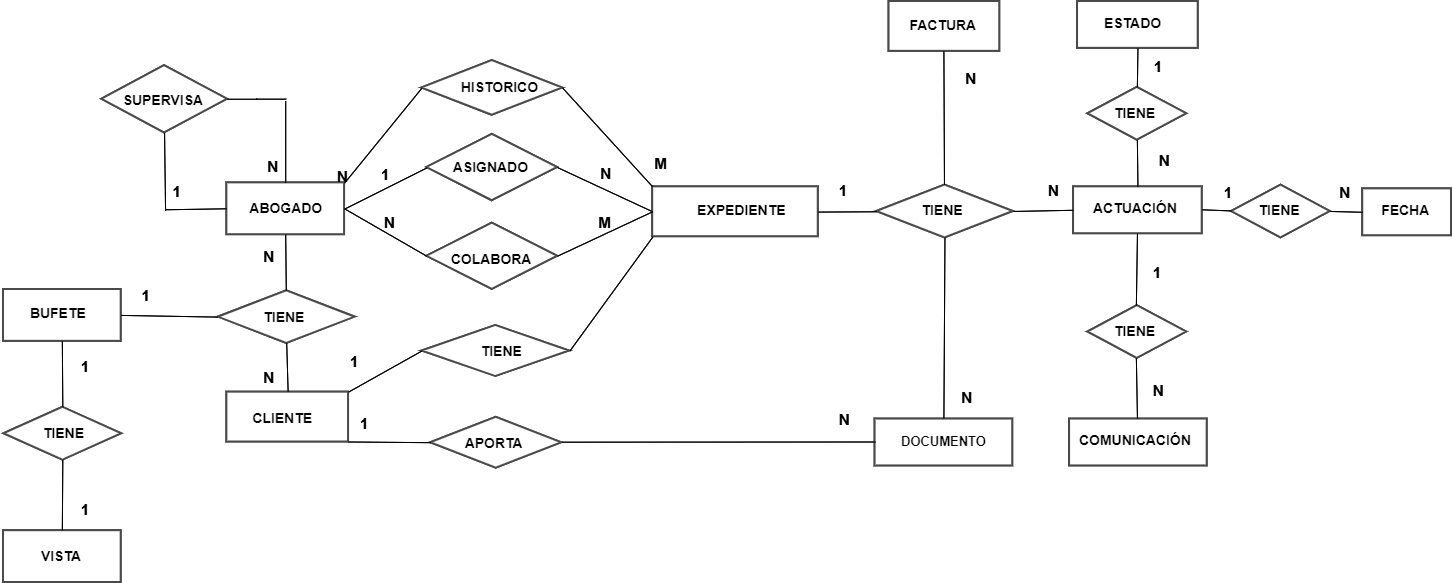 FACTURA
ESTADO
N
1
SUPERVISA
HISTORICO
TIENE
N
N
M
N
1
ASIGNADO
N
1
1
N
1
N
ABOGADO
EXPEDIENTE
TIENE
ACTUACIÓN
TIENE
FECHA
N
M
N
COLABORA
1
1
BUFETE
TIENE
TIENE
1
1
TIENE
N
N
N
1
CLIENTE
N
TIENE
APORTA
DOCUMENTO
COMUNICACIÓN
1
VISTA